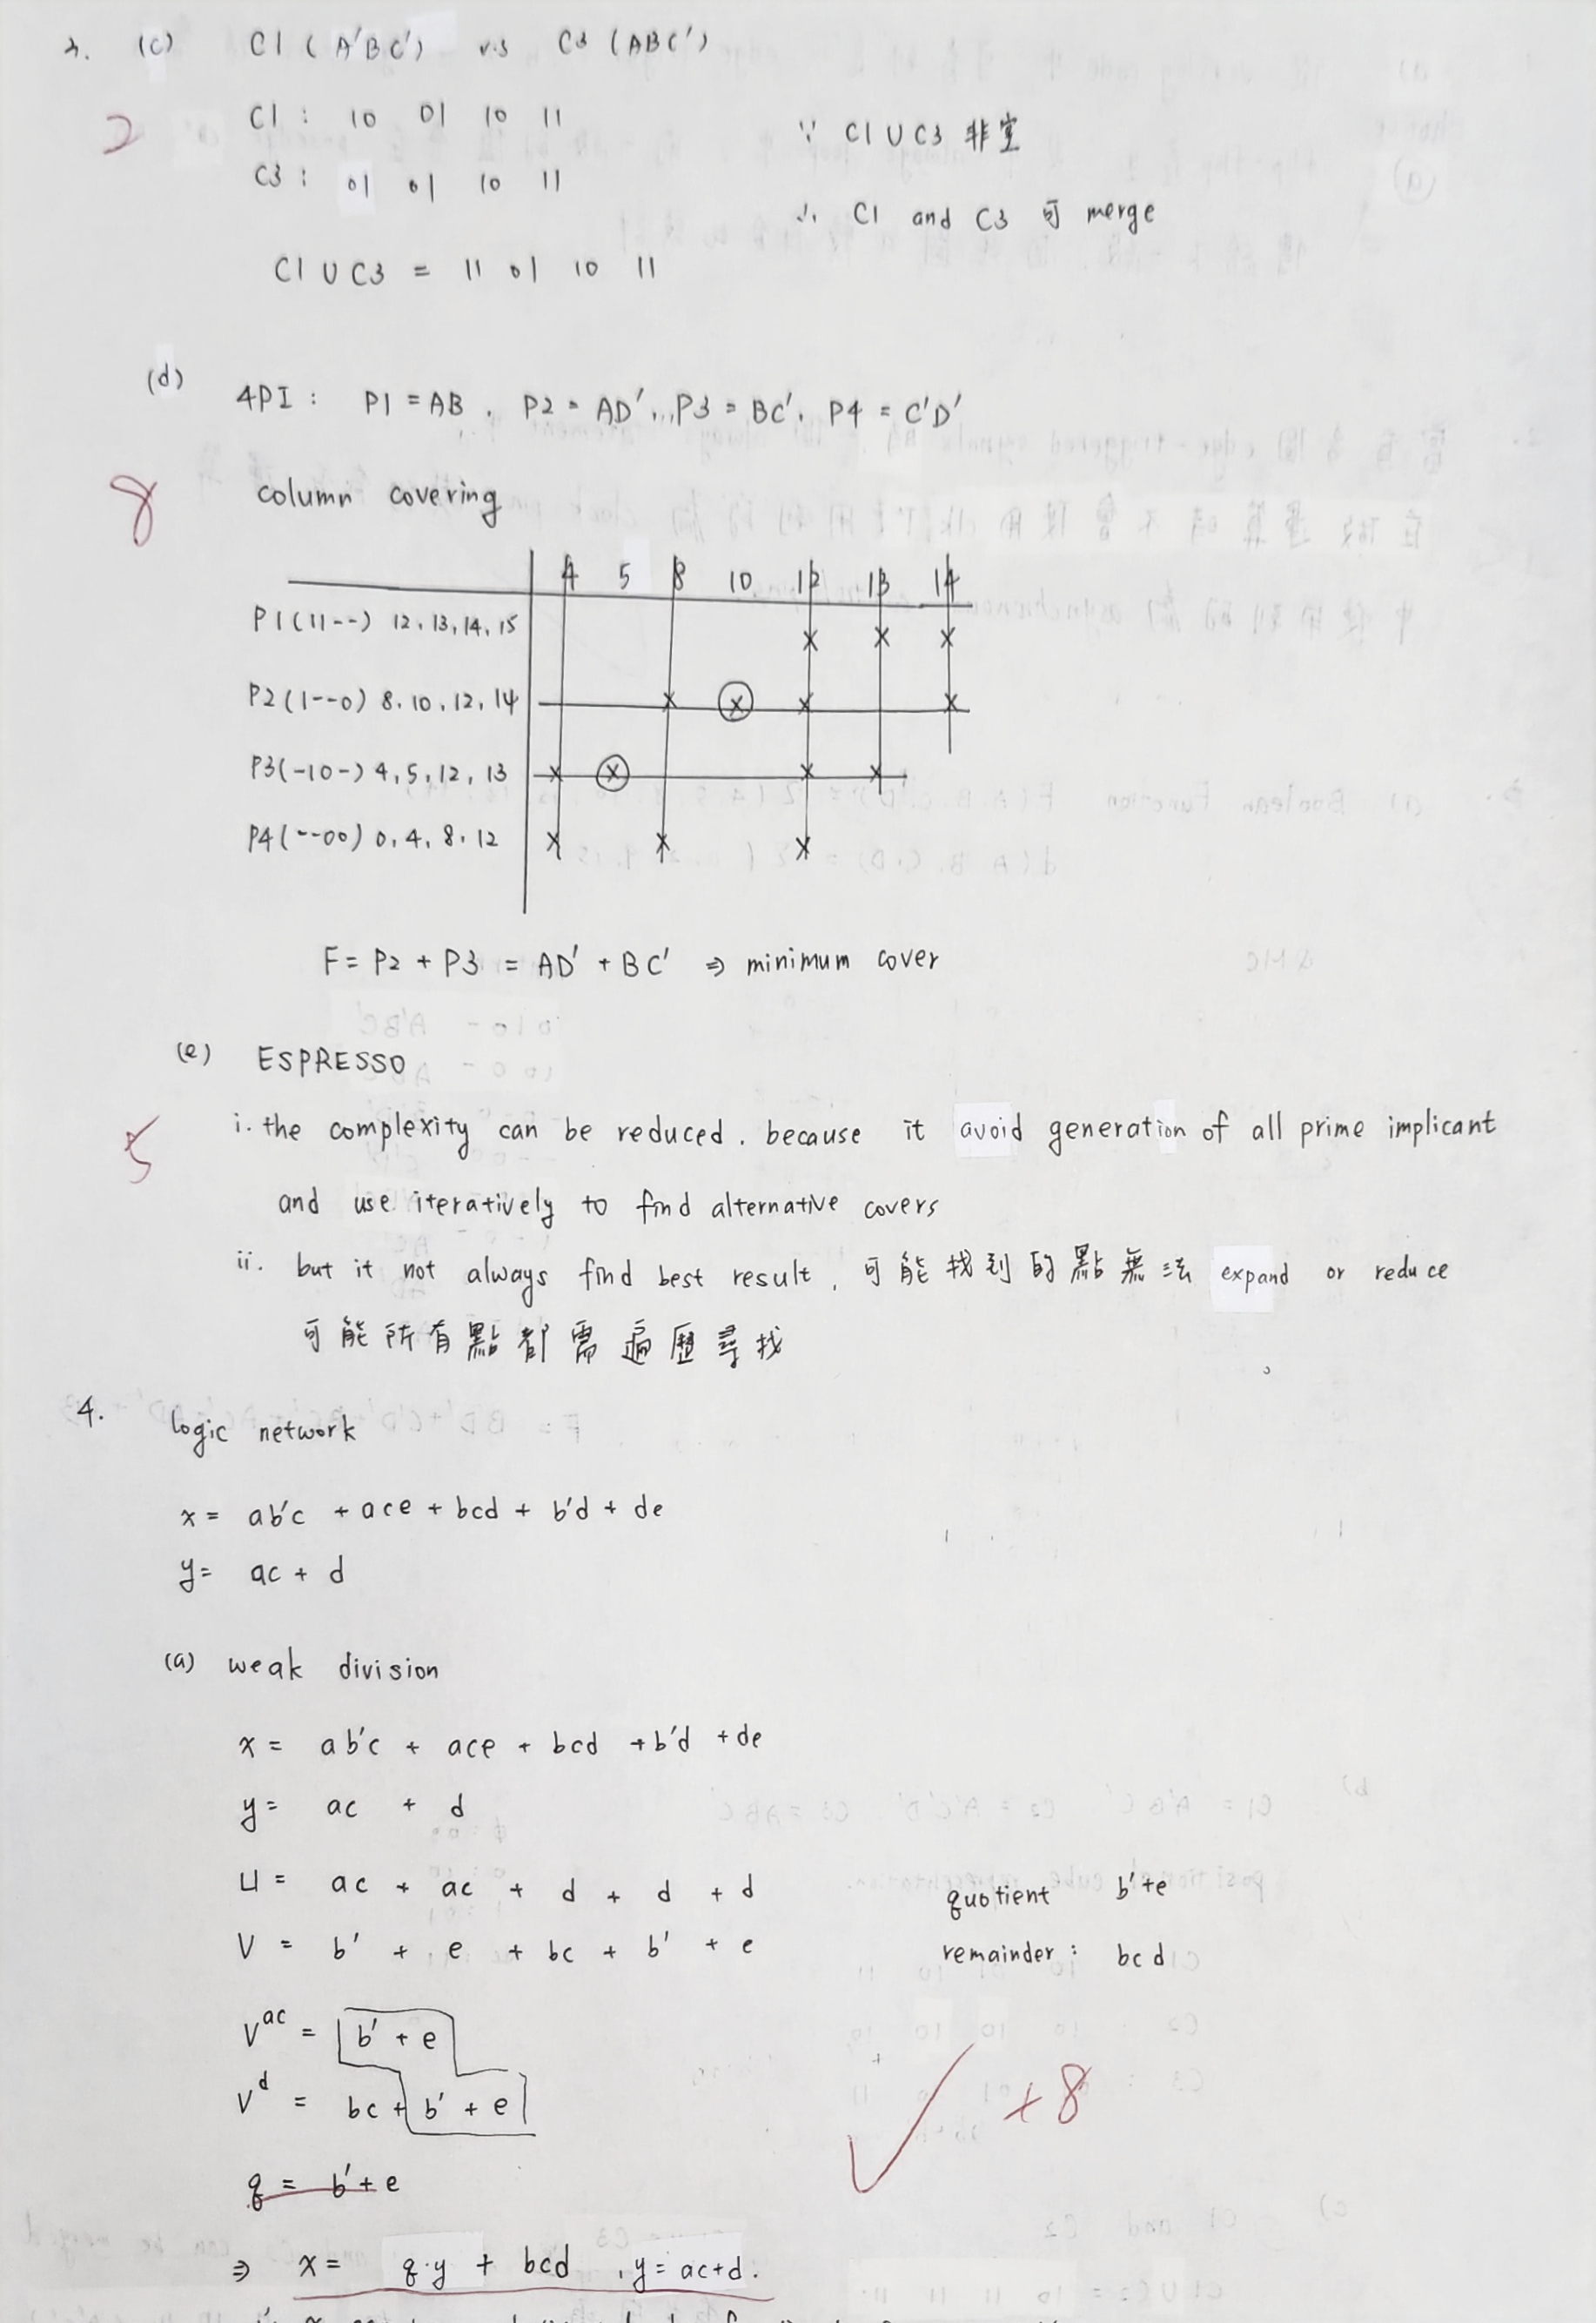 3. (c) C1 (A'BC') v.s C3 (ABC')
2
C1 : 10 01 10 11
∵ C1 ∪ C3 非空
C3 : 01 01 10 11
∴ C1 and C3 可 merge
C1 ∪ C3 = 11 01 10 11
(d) 4PI : P1 = AB , P2 = AD' , P3 = BC' , P4 = C'D'
8
column covering
4 5 8 10 12 13 14
P1(11--) 12, 13, 14, 15 x x x
P2(1--0) 8, 10, 12, 14 x x x x
P3(-10-) 4, 5, 12, 13 x x x x
P4(--00) 0, 4, 8, 12 x x x
F = P2 + P3 = AD' + BC' ⇒ minimum cover
(e) ESPRESSO
5
i. the complexity can be reduced, because it avoid generation of all prime implicant
and use iteratively to find alternative covers
ii. but it not always find best result, 可能找到的點無法 expand or reduce
可能所有點都需遍歷尋找
4. logic network
x = ab'c + ace + bcd + b'd + de
y = ac + d
(a) weak division
x = ab'c + ace + bcd + b'd + de
y = ac + d
U = ac + ac + d + d + d
quotient b'+e
V = b' + e + bc + b' + e
remainder : bcd
V^ac = b' + e
V^d = bc + b' + e
+8
q = b' + e
⇒ x = q·y + bcd , y = ac+d.